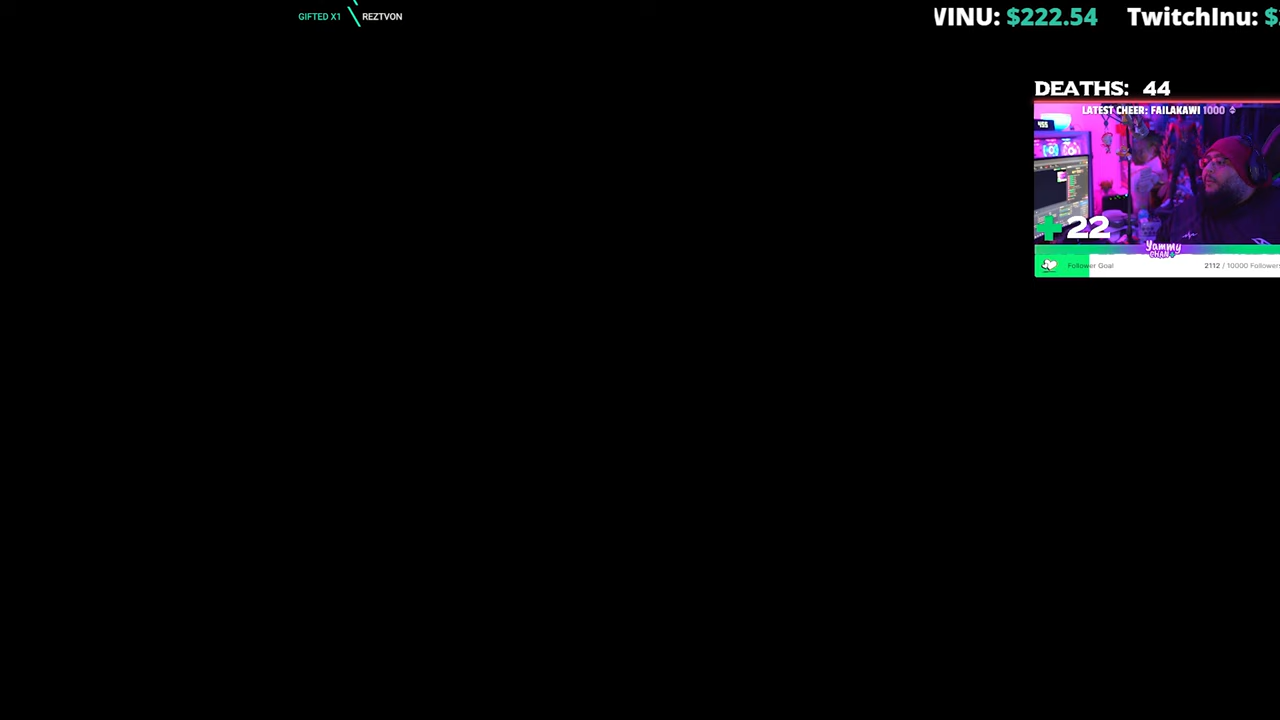 GIFTED X1 REZTVON
VINU: $222.54 TwitchInu:
DEATHS: 44
LATEST CHEER: FAILAKAWI 1000
+22
Yammy
Follower Goal 2112 / 10000 Followers